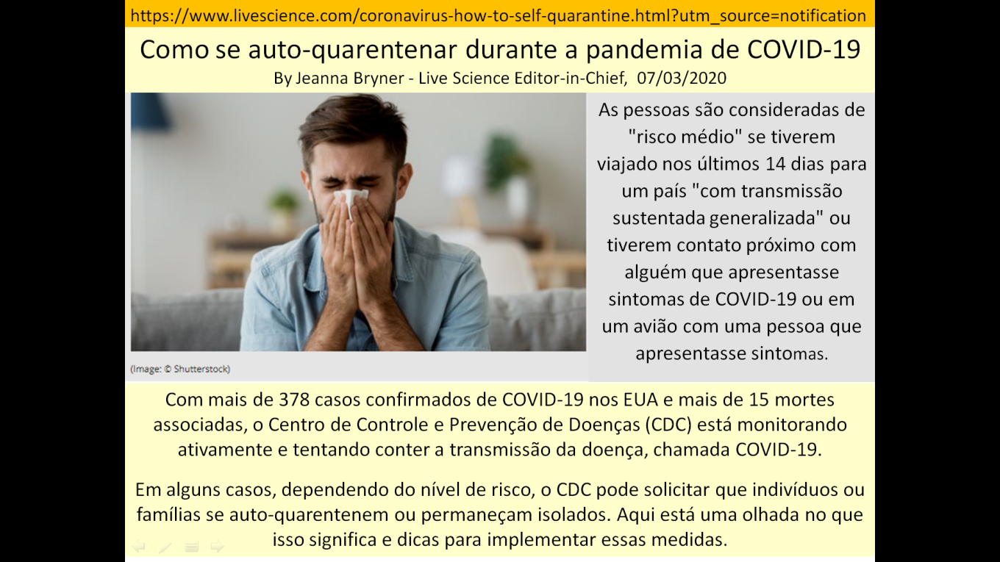 https://www.livescience.com/coronavirus-how-to-self-quarantine.html?utm_source=notification
Como se auto-quarentenar durante a pandemia de COVID-19
By Jeanna Bryner - Live Science Editor-in-Chief, 07/03/2020
As pessoas são consideradas de
"risco médio" se tiverem
viajado nos últimos 14 dias para
um país "com transmissão
sustentada generalizada" ou
tiverem contato próximo com
alguém que apresentasse
sintomas de COVID-19 ou em
um avião com uma pessoa que
apresentasse sintomas.
(Image: © Shutterstock)
Com mais de 378 casos confirmados de COVID-19 nos EUA e mais de 15 mortes
associadas, o Centro de Controle e Prevenção de Doenças (CDC) está monitorando
ativamente e tentando conter a transmissão da doença, chamada COVID-19.
Em alguns casos, dependendo do nível de risco, o CDC pode solicitar que indivíduos ou
famílias se auto-quarentenem ou permaneçam isolados. Aqui está uma olhada no que
isso significa e dicas para implementar essas medidas.